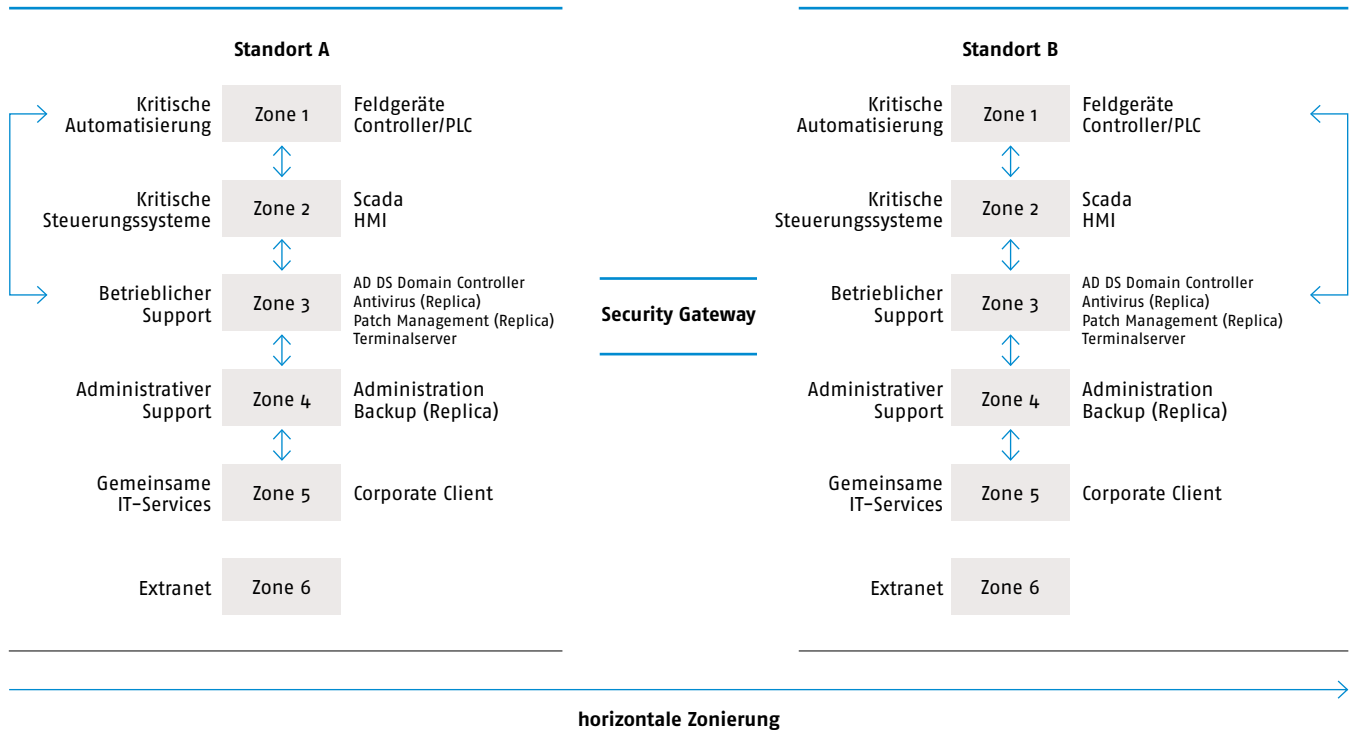 Standort A
Kritische
Automatisierung
Zone 1
Feldgeräte
Controller/PLC
Kritische
Steuerungssysteme
Zone 2
Scada
HMI
Betrieblicher
Support
Zone 3
AD DS Domain Controller
Antivirus (Replica)
Patch Management (Replica)
Terminalserver
Administrativer
Support
Zone 4
Administration
Backup (Replica)
Gemeinsame
IT-Services
Zone 5
Corporate Client
Extranet
Zone 6
Security Gateway
Standort B
Kritische
Automatisierung
Zone 1
Feldgeräte
Controller/PLC
Kritische
Steuerungssysteme
Zone 2
Scada
HMI
Betrieblicher
Support
Zone 3
AD DS Domain Controller
Antivirus (Replica)
Patch Management (Replica)
Terminalserver
Administrativer
Support
Zone 4
Administration
Backup (Replica)
Gemeinsame
IT-Services
Zone 5
Corporate Client
Extranet
Zone 6
horizontale Zonierung